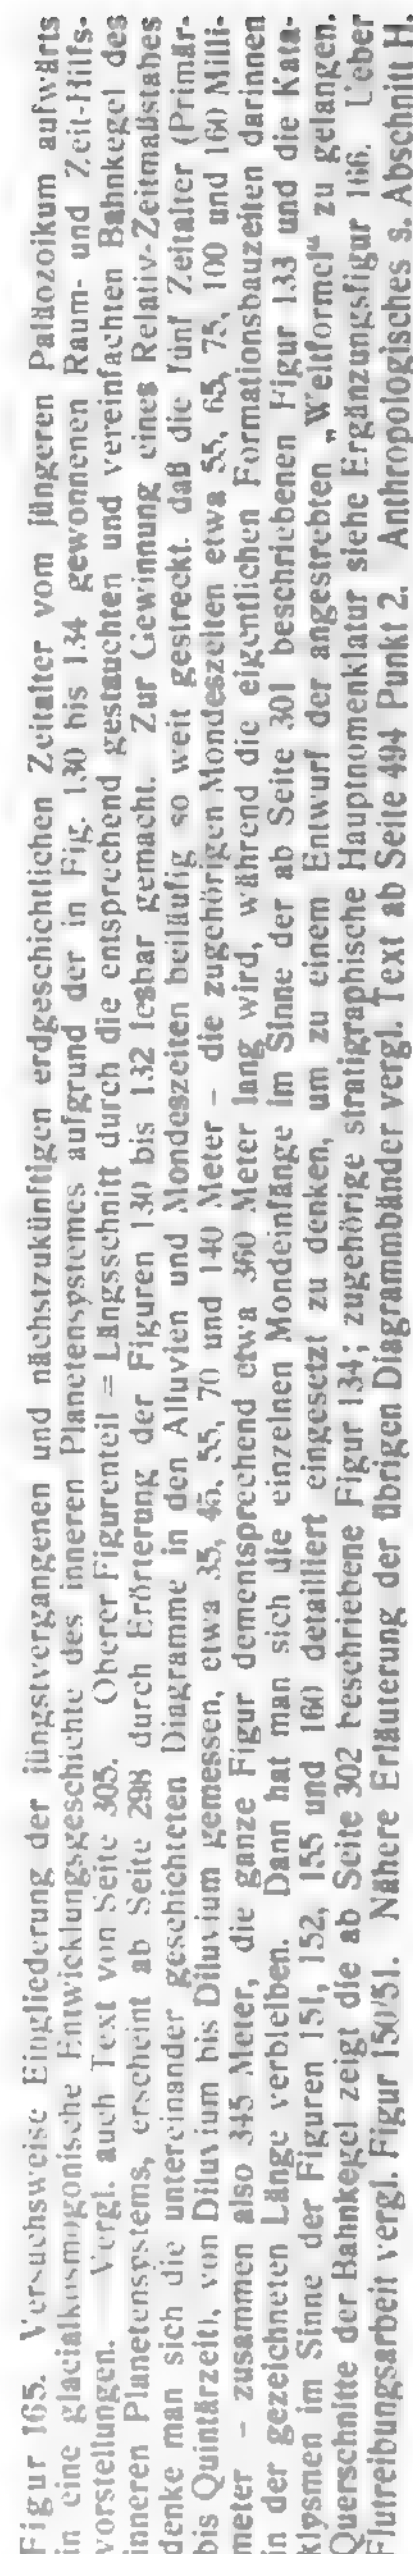 Figur 165. Versuchsweise Eingliederung der jüngstvergangenen und nächstzukünftigen erdgeschichtlichen Zeitalter vom jüngeren Paläozoikum aufwärts
in eine glacialkosmogonische Entwicklungsgeschichte des inneren Planetensystemes aufgrund der in Fig. 130 bis 134 gewonnenen Raum- und Zeit-Hilfs-
vorstellungen. Vergl. auch Text von Seite 305. Oberer Figurenteil = Längsschnitt durch die entsprechend gestauchten und vereinfachten Bahnkegel des
inneren Planetensystems, erscheint ab Seite 298 durch Erörterung der Figuren 130 bis 132 lesbar gemacht. Zur Gewinnung eines Relativ-Zeitmaßstabes
denke man sich die untereinander geschichteten Diagramme in den Alluvien und Mondeszeiten beiläufig so weit gestreckt, daß die fünf Zeitalter (Primär-
bis Quintärzeit), von Diluvium bis Diluvium gemessen, etwa 35, 45, 55, 70 und 140 Meter – die zugehörigen Mondeszeiten etwa 55, 65, 75, 100 und 160 Milli-
meter – zusammen also 345 Meter, die ganze Figur dementsprechend etwa 360 Meter lang wird, während die eigentlichen Formationsbauzeiten darinnen
in der gezeichneten Länge verbleiben. Dann hat man sich die einzelnen Mondeinfänge im Sinne der ab Seite 301 beschriebenen Figur 133 und die Kata-
klysmen im Sinne der Figuren 151, 152, 155 und 160 detailliert eingesetzt zu denken, um zu einem Entwurf der angestrebten „Weltformel“ zu gelangen.
Querschnitte der Bahnkegel zeigt die ab Seite 302 beschriebene Figur 134; zugehörige stratigraphische Hauptnomenklatur siehe Ergänzungsfigur 166. Ueber
Flutreibungsarbeit vergl. Figur 150/51. Nähere Erläuterung der übrigen Diagrammbänder vergl. Text ab Seite 494 Punkt 2. Anthropologisches s. Abschnitt H.